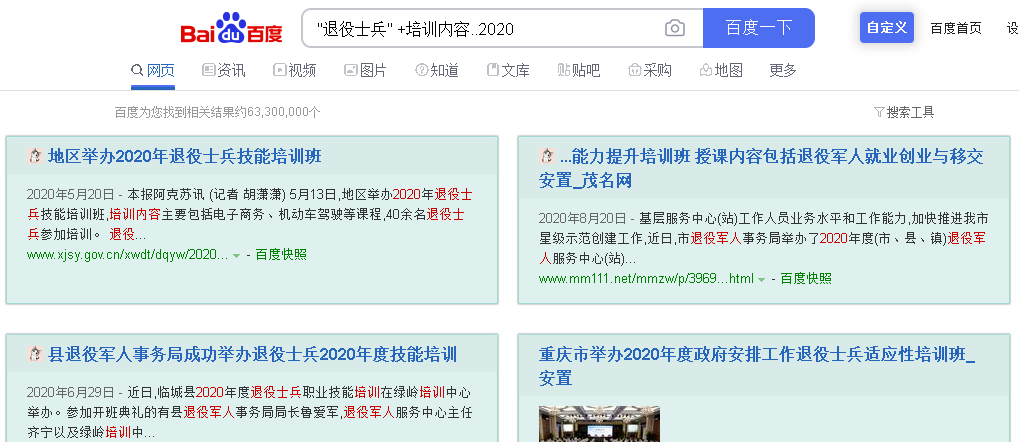 Bai du 百度
"退役士兵" +培训内容..2020
百度一下
自定义
百度首页
设
网页 资讯 视频 图片 知道 文库 贴吧 采购 地图 更多
百度为您找到相关结果约63,300,000个
搜索工具
地区举办2020年退役士兵技能培训班
2020年5月20日 - 本报阿克苏讯 (记者 胡潇潇) 5月13日,地区举办2020年退役士
兵技能培训班,培训内容主要包括电子商务、机动车驾驶等课程,40余名退役士
兵参加培训。 退役...
www.xjsy.gov.cn/xwdt/dqyw/2020... - 百度快照
...能力提升培训班 授课内容包括退役军人就业创业与移交
安置_茂名网
2020年8月20日 - 基层服务中心(站)工作人员业务水平和工作能力,加快推进我市
星级示范创建工作,近日,市退役军人事务局举办了2020年度(市、县、镇)退役军
人服务中心(站)...
www.mm111.net/mmzw/p/3969...html - 百度快照
县退役军人事务局成功举办退役士兵2020年度技能培训
2020年6月29日 - 近日,临城县2020年度退役士兵职业技能培训在绿岭培训中心
举办。参加开班典礼的有县退役军人事务局局长鲁爱军,退役军人服务中心主任
齐宁以及绿岭培训中...
重庆市举办2020年度政府安排工作退役士兵适应性培训班_
安置